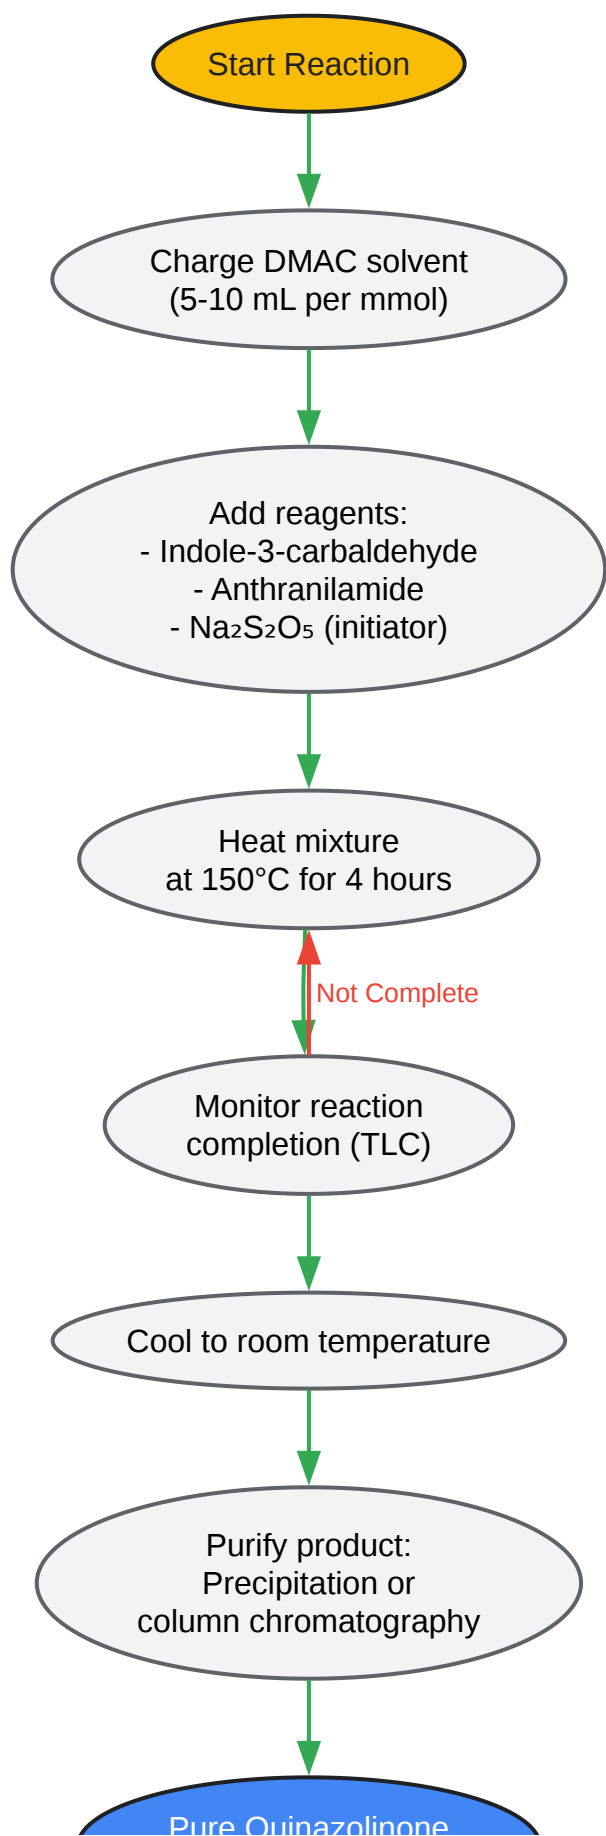 Start Reaction
Charge DMAC solvent
(5-10 mL per mmol)
Add reagents:
- Indole-3-carbaldehyde
- Anthranilamide
- Na₂S₂O₅ (initiator)
Heat mixture
at 150°C for 4 hours
Not Complete
Monitor reaction
completion (TLC)
Cool to room temperature
Purify product:
Precipitation or
column chromatography
Pure Quinazolinone